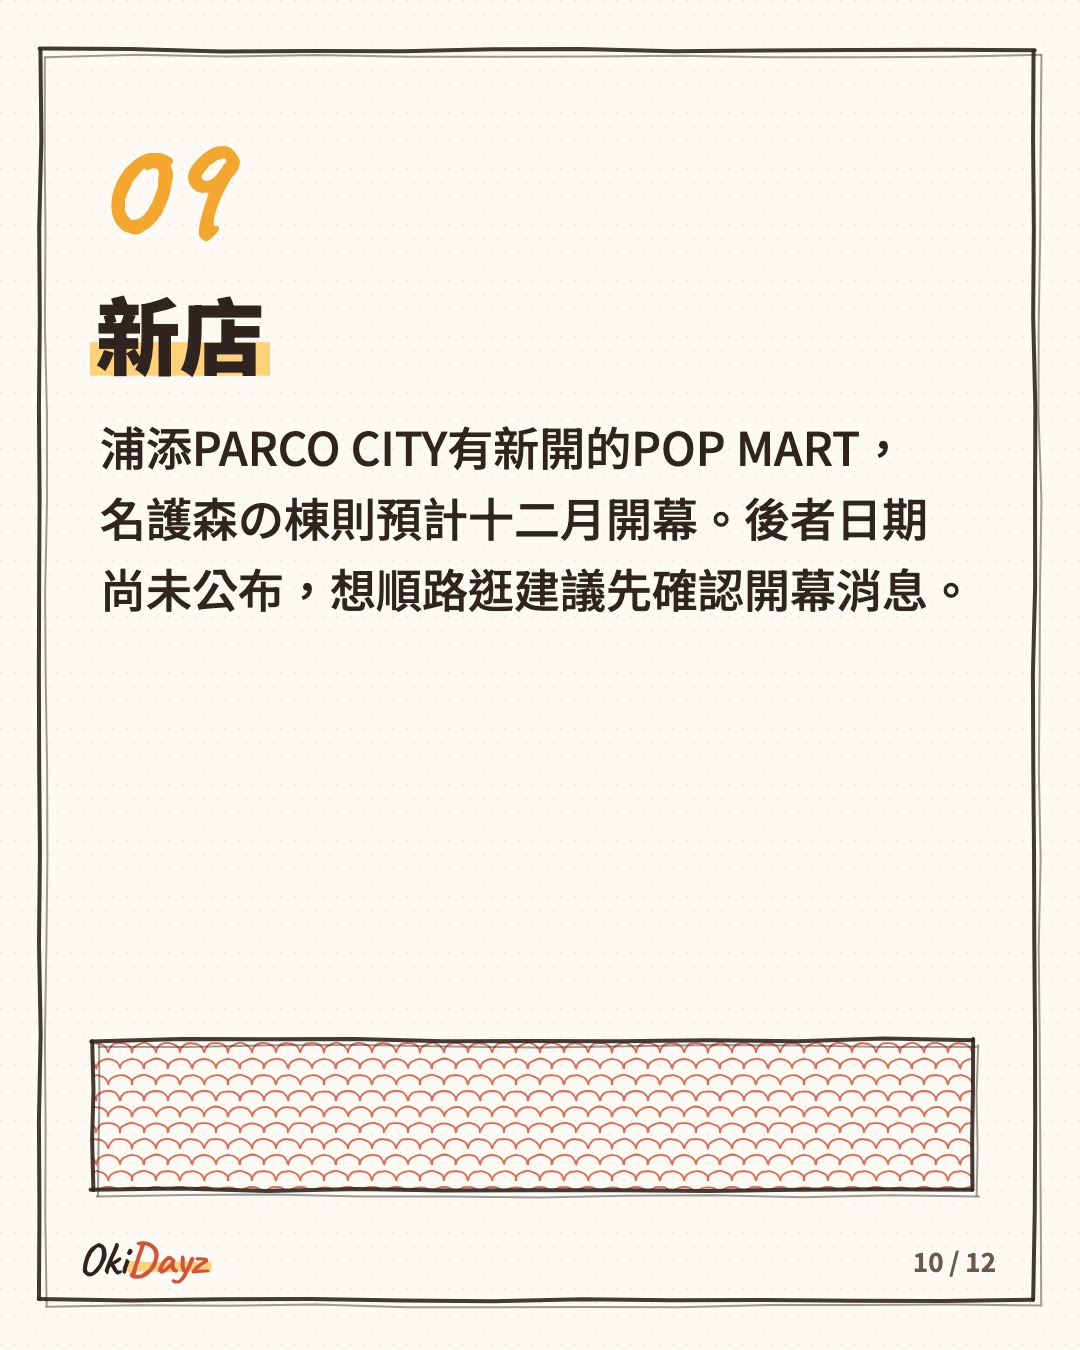 09
新店
浦添PARCO CITY有新開的POP MART，
名護森の棟則預計十二月開幕。後者日期
尚未公布，想順路逛建議先確認開幕消息。
OkiDayz
10 / 12